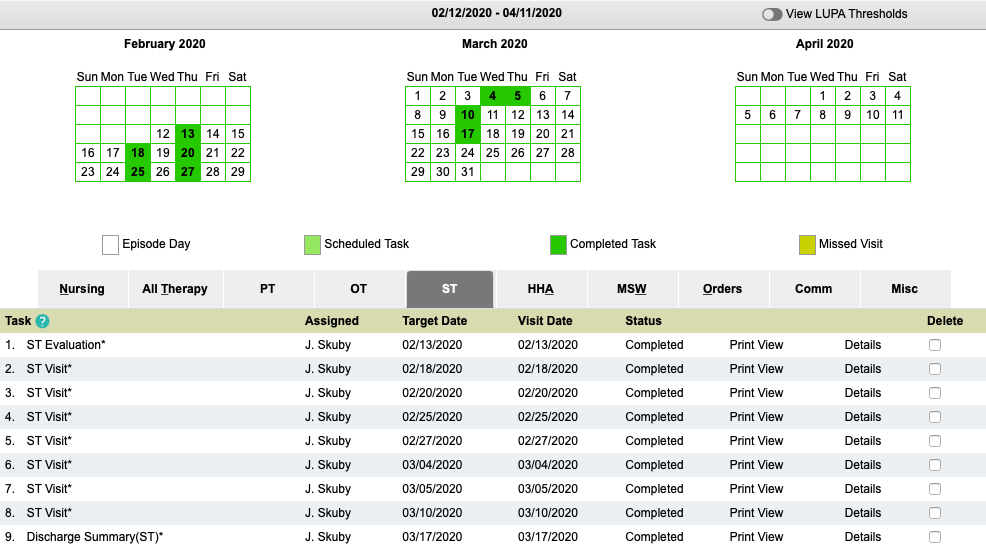 02/12/2020 - 04/11/2020 View LUPA Thresholds
February 2020 March 2020 April 2020
Sun Mon Tue Wed Thu Fri Sat Sun Mon Tue Wed Thu Fri Sat Sun Mon Tue Wed Thu Fri Sat
1 2 3 4 5 6 7 1 2 3 4
8 9 10 11 12 13 14 5 6 7 8 9 10 11
12 13 14 15 15 16 17 18 19 20 21
16 17 18 19 20 21 22 22 23 24 25 26 27 28
23 24 25 26 27 28 29 29 30 31
Episode Day Scheduled Task Completed Task Missed Visit
Nursing All Therapy PT OT ST HHA MSW Orders Comm Misc
Task ? Assigned Target Date Visit Date Status Delete
1. ST Evaluation* J. Skuby 02/13/2020 02/13/2020 Completed Print View Details
2. ST Visit* J. Skuby 02/18/2020 02/18/2020 Completed Print View Details
3. ST Visit* J. Skuby 02/20/2020 02/20/2020 Completed Print View Details
4. ST Visit* J. Skuby 02/25/2020 02/25/2020 Completed Print View Details
5. ST Visit* J. Skuby 02/27/2020 02/27/2020 Completed Print View Details
6. ST Visit* J. Skuby 03/04/2020 03/04/2020 Completed Print View Details
7. ST Visit* J. Skuby 03/05/2020 03/05/2020 Completed Print View Details
8. ST Visit* J. Skuby 03/10/2020 03/10/2020 Completed Print View Details
9. Discharge Summary(ST)* J. Skuby 03/17/2020 03/17/2020 Completed Print View Details